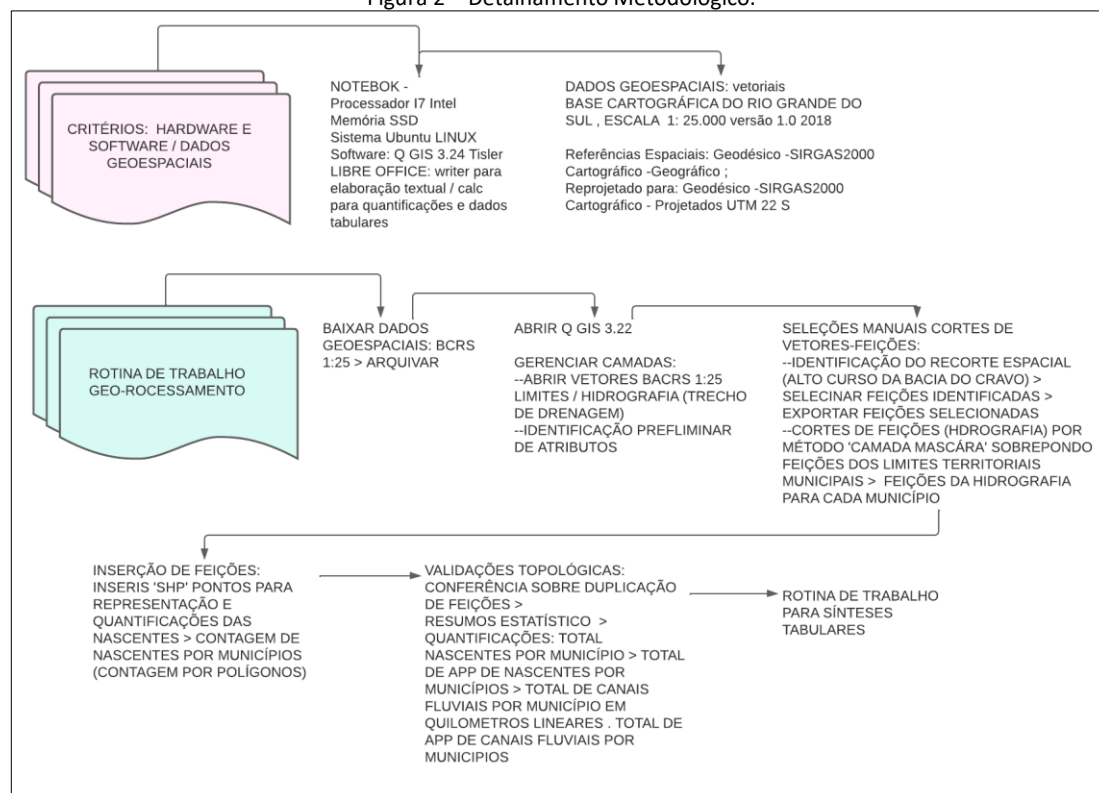 Figura 2 – Detalhamento Metodológico.
CRITÉRIOS: HARDWARE E
SOFTWARE / DADOS
GEOESPACIAIS
NOTEBOK -
Processador I7 Intel
Memória SSD
Sistema Ubuntu LINUX
Software: Q GIS 3.24 Tisler
LIBRE OFFICE: writer para
elaboração textual / calc
para quantificações e dados
tabulares
DADOS GEOESPACIAIS: vetoriais
BASE CARTOGRÁFICA DO RIO GRANDE DO
SUL , ESCALA 1: 25.000 versão 1.0 2018
Referências Espaciais: Geodésico -SIRGAS2000
Cartográfico -Geográfico ;
Reprojetado para: Geodésico -SIRGAS2000
Cartográfico - Projetados UTM 22 S
ROTINA DE TRABALHO
GEO-ROCESSAMENTO
BAIXAR DADOS
GEOESPACIAIS: BCRS
1:25 > ARQUIVAR
ABRIR Q GIS 3.22
GERENCIAR CAMADAS:
--ABRIR VETORES BACRS 1:25
LIMITES / HIDROGRAFIA (TRECHO
DE DRENAGEM)
--IDENTIFICAÇÃO PREFLIMINAR
DE ATRIBUTOS
SELEÇÕES MANUAIS CORTES DE
VETORES-FEIÇÕES:
--IDENTIFICAÇÃO DO RECORTE ESPACIAL
(ALTO CURSO DA BACIA DO CRAVO) >
SELECINAR FEIÇÕES IDENTIFICADAS >
EXPORTAR FEIÇÕES SELECIONADAS
--CORTES DE FEIÇÕES (HDROGRAFIA) POR
MÉTODO 'CAMADA MASCÁRA' SOBREPONDO
FEIÇÕES DOS LIMITES TERRITORIAIS
MUNICIPAIS > FEIÇÕES DA HIDROGRAFIA
PARA CADA MUNICÍPIO
INSERÇÃO DE FEIÇÕES:
INSERIS 'SHP' PONTOS PARA
REPRESENTAÇÃO E
QUANTIFICAÇÕES DAS
NASCENTES > CONTAGEM DE
NASCENTES POR MUNICÍPIOS
(CONTAGEM POR POLÍGONOS)
VALIDAÇÕES TOPOLÓGICAS:
CONFERÊNCIA SOBRE DUPLICAÇÃO
DE FEIÇÕES >
RESUMOS ESTATÍSTICO >
QUANTIFICAÇÕES: TOTAL
NASCENTES POR MUNICÍPIO > TOTAL
DE APP DE NASCENTES POR
MUNICÍPIOS > TOTAL DE CANAIS
FLUVIAIS POR MUNICÍPIO EM
QUILOMETROS LINEARES . TOTAL DE
APP DE CANAIS FLUVIAIS POR
MUNICIPIOS
ROTINA DE TRABALHO
PARA SÍNTESES
TABULARES